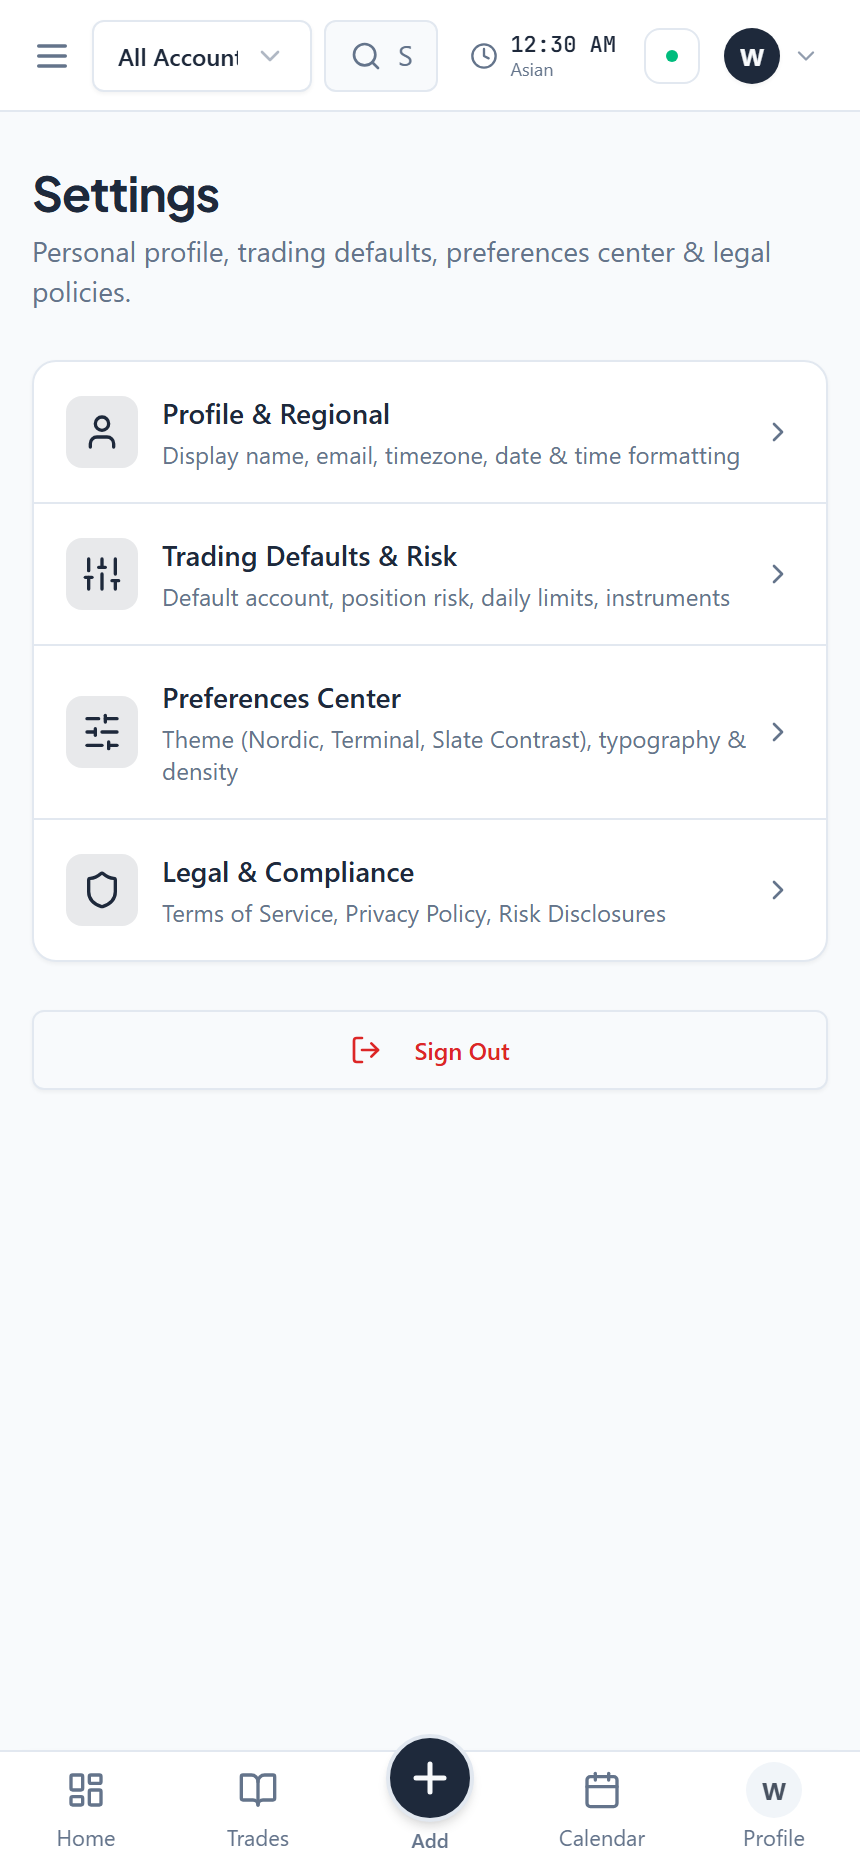 All Account
S
12:30 AM
Asian
W
Settings
Personal profile, trading defaults, preferences center & legal
policies.
Profile & Regional
Display name, email, timezone, date & time formatting
Trading Defaults & Risk
Default account, position risk, daily limits, instruments
Preferences Center
Theme (Nordic, Terminal, Slate Contrast), typography &
density
Legal & Compliance
Terms of Service, Privacy Policy, Risk Disclosures
Sign Out
Home
Trades
Add
Calendar
W
Profile